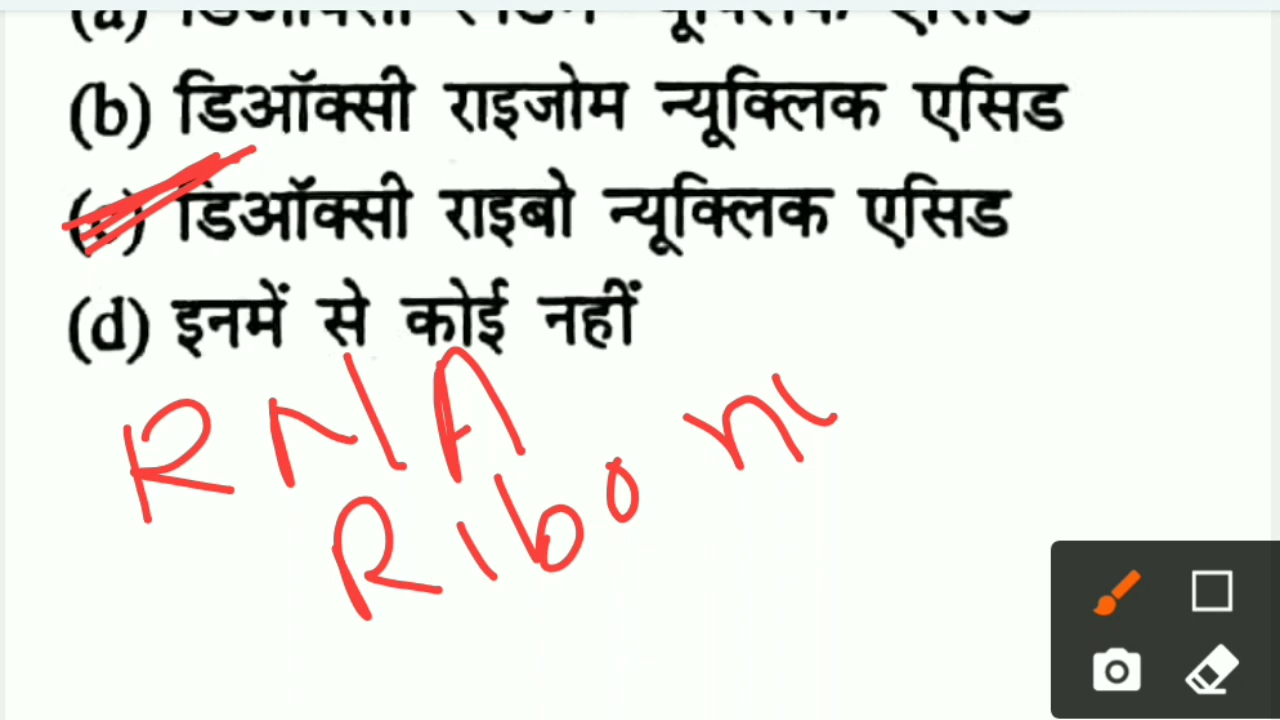 (b) डिऑक्सी राइजोम न्यूक्लिक एसिड
(c) डिऑक्सी राइबो न्यूक्लिक एसिड
(d) इनमें से कोई नहीं
RNA
Ribo